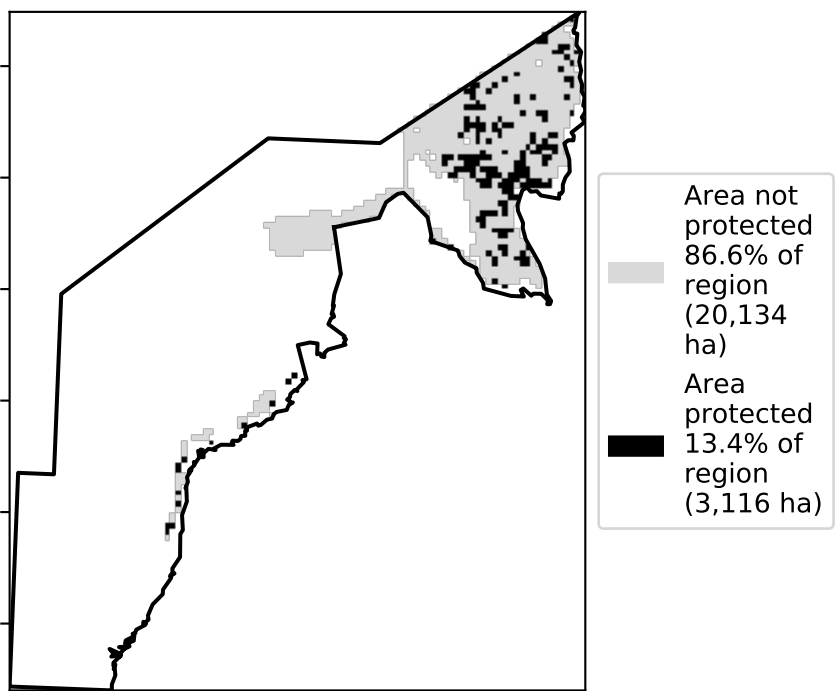 Area not
protected
86.6% of
region
(20,134
ha)
Area
protected
13.4% of
region
(3,116 ha)